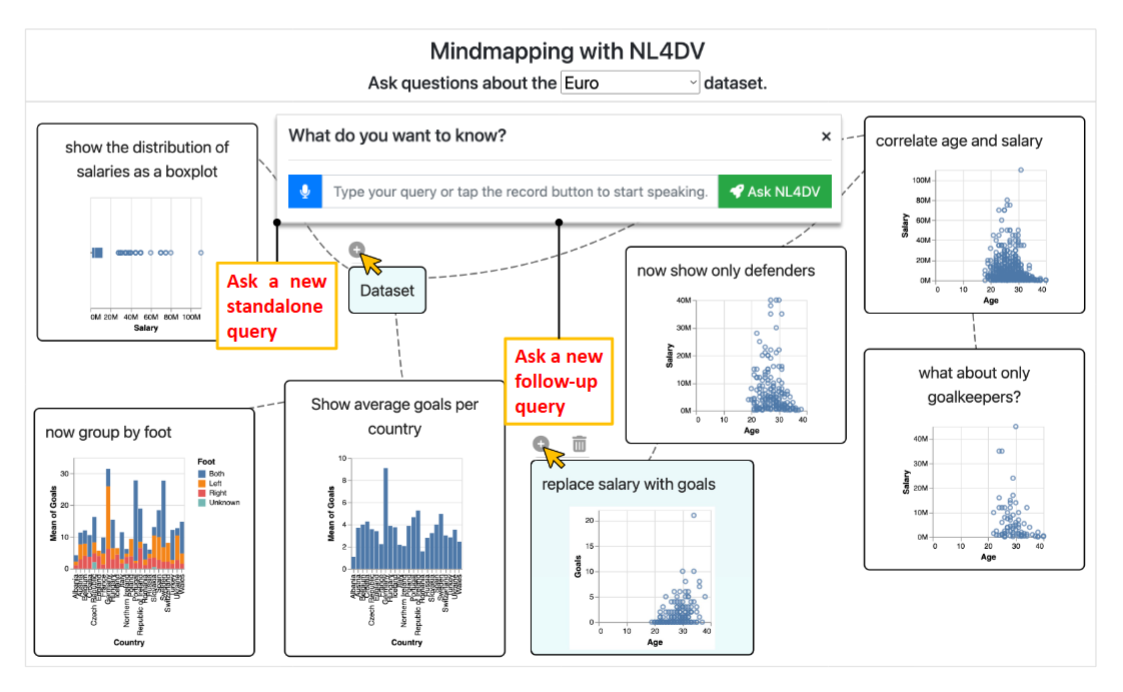 Mindmapping with NL4DV
Ask questions about the Euro dataset.
show the distribution of
salaries as a boxplot
0M 20M 40M 60M 80M 100M
Salary
What do you want to know?
×
Type your query or tap the record button to start speaking.
Ask NL4DV
Ask a new
standalone
query
Dataset
Ask a new
follow-up
query
correlate age and salary
100M
80M
60M
40M
20M
0M
Salary
0 10 20 30 40
Age
now show only defenders
40M
30M
20M
10M
0M
Salary
0 10 20 30 40
Age
what about only
goalkeepers?
40M
30M
20M
10M
0M
Salary
0 10 20 30 40
Age
now group by foot
30
20
10
0
Mean of Goals
Foot
Both
Left
Right
Unknown
Country
Show average goals per
country
10
8
6
4
2
0
Mean of Goals
Country
replace salary with goals
20
15
10
5
0
Goals
0 10 20 30 40
Age